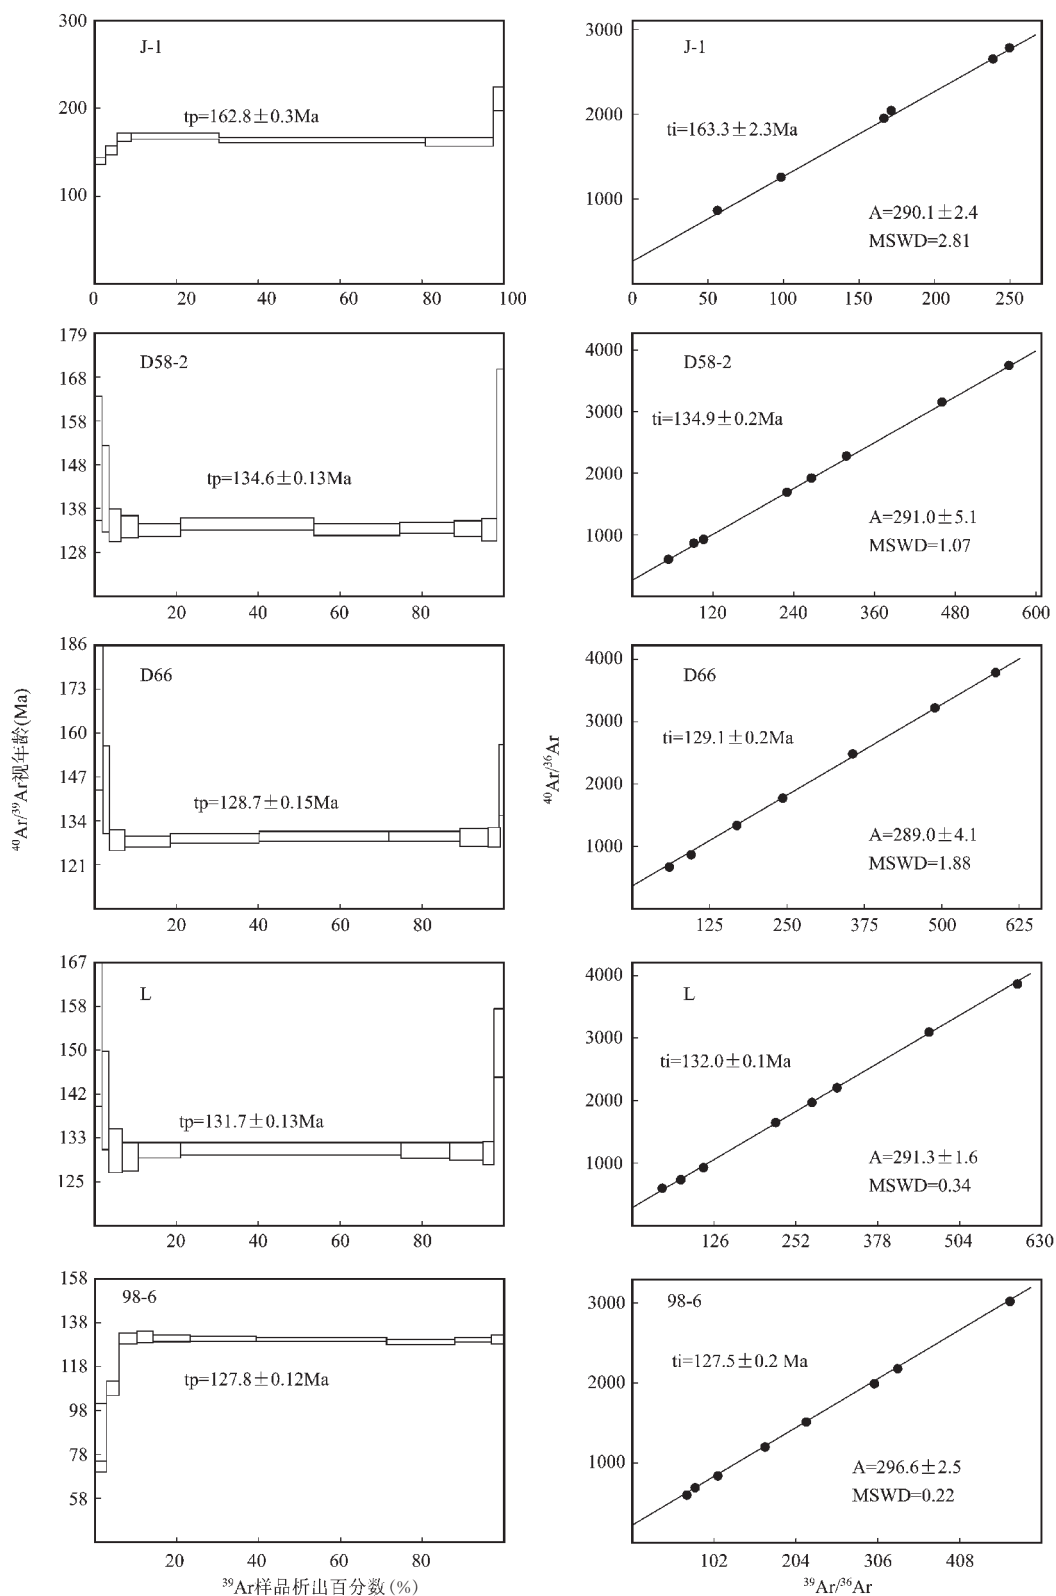 300
J-1
tp=162.8±0.3Ma
200
100
0 20 40 60 80 100
3000
J-1
2000
ti=163.3±2.3Ma
1000
A=290.1±2.4
MSWD=2.81
0 50 100 150 200 250
179
D58-2
168
158
148
tp=134.6±0.13Ma
138
128
20 40 60 80
4000
D58-2
3000
ti=134.9±0.2Ma
2000
A=291.0±5.1
1000
MSWD=1.07
120 240 360 480 600
186
D66
173
160
147
tp=128.7±0.15Ma
134
121
20 40 60 80
⁴⁰Ar/³⁹Ar视年龄(Ma)
4000
D66
3000
ti=129.1±0.2Ma
2000
A=289.0±4.1
1000
MSWD=1.88
125 250 375 500 625
⁴⁰Ar/³⁶Ar
167
L
158
150
142
tp=131.7±0.13Ma
133
125
20 40 60 80
4000
L
3000
ti=132.0±0.1Ma
2000
A=291.3±1.6
1000
MSWD=0.34
126 252 378 504 630
158
98-6
138
118
tp=127.8±0.12Ma
98
78
58
20 40 60 80
³⁹Ar样品析出百分数(%)
3000
98-6
ti=127.5±0.2 Ma
2000
A=296.6±2.5
1000
MSWD=0.22
102 204 306 408
³⁹Ar/³⁶Ar